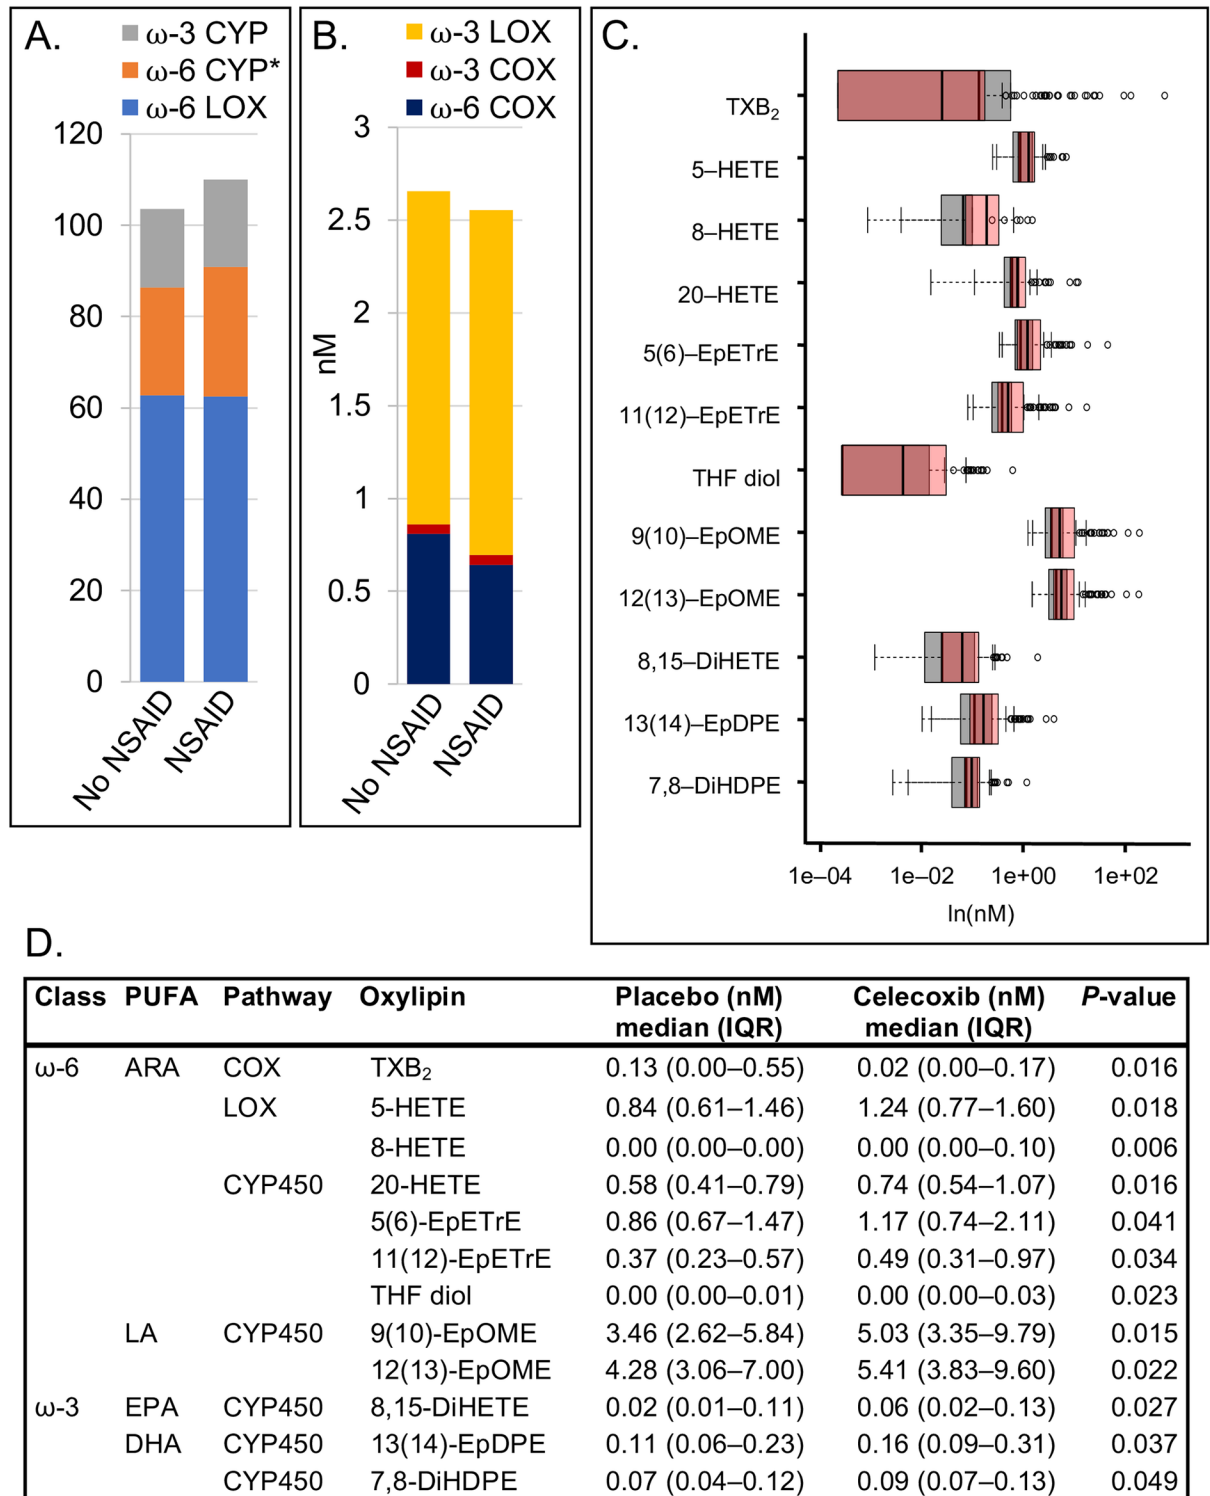 A.
ω-3 CYP
ω-6 CYP*
ω-6 LOX
120
100
80
60
40
20
0
No NSAID
NSAID
B.
ω-3 LOX
ω-3 COX
ω-6 COX
3
2.5
2
1.5
1
0.5
0
nM
No NSAID
NSAID
C.
TXB2
5–HETE
8–HETE
20–HETE
5(6)–EpETrE
11(12)–EpETrE
THF diol
9(10)–EpOME
12(13)–EpOME
8,15–DiHETE
13(14)–EpDPE
7,8–DiHDPE
1e–04 1e–02 1e+00 1e+02
ln(nM)
D.
Class PUFA Pathway Oxylipin Placebo (nM) Celecoxib (nM) P-value
median (IQR) median (IQR)
ω-6 ARA COX TXB2 0.13 (0.00–0.55) 0.02 (0.00–0.17) 0.016
LOX 5-HETE 0.84 (0.61–1.46) 1.24 (0.77–1.60) 0.018
8-HETE 0.00 (0.00–0.00) 0.00 (0.00–0.10) 0.006
CYP450 20-HETE 0.58 (0.41–0.79) 0.74 (0.54–1.07) 0.016
5(6)-EpETrE 0.86 (0.67–1.47) 1.17 (0.74–2.11) 0.041
11(12)-EpETrE 0.37 (0.23–0.57) 0.49 (0.31–0.97) 0.034
THF diol 0.00 (0.00–0.01) 0.00 (0.00–0.03) 0.023
LA CYP450 9(10)-EpOME 3.46 (2.62–5.84) 5.03 (3.35–9.79) 0.015
12(13)-EpOME 4.28 (3.06–7.00) 5.41 (3.83–9.60) 0.022
ω-3 EPA CYP450 8,15-DiHETE 0.02 (0.01–0.11) 0.06 (0.02–0.13) 0.027
DHA CYP450 13(14)-EpDPE 0.11 (0.06–0.23) 0.16 (0.09–0.31) 0.037
CYP450 7,8-DiHDPE 0.07 (0.04–0.12) 0.09 (0.07–0.13) 0.049